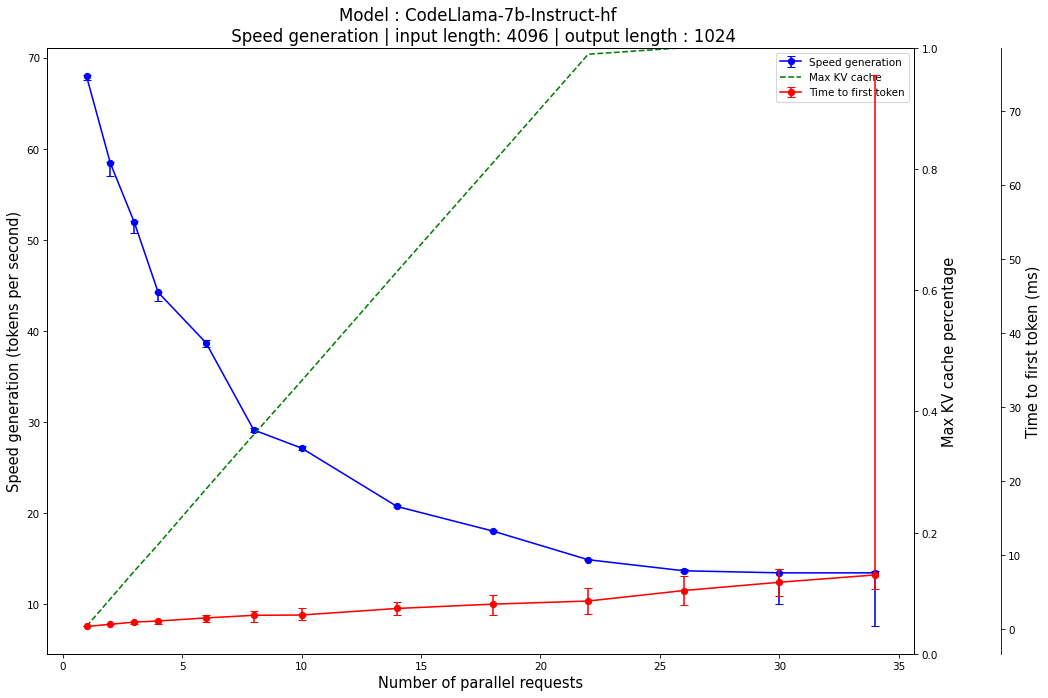 Model : CodeLlama-7b-Instruct-hf
Speed generation | input length: 4096 | output length : 1024
Speed generation
Max KV cache
Time to first token
Speed generation (tokens per second)
70
60
50
40
30
20
10
1.0
0.8
0.6
0.4
0.2
0.0
Max KV cache percentage
70
60
50
40
30
20
10
0
Time to first token (ms)
0 5 10 15 20 25 30 35
Number of parallel requests